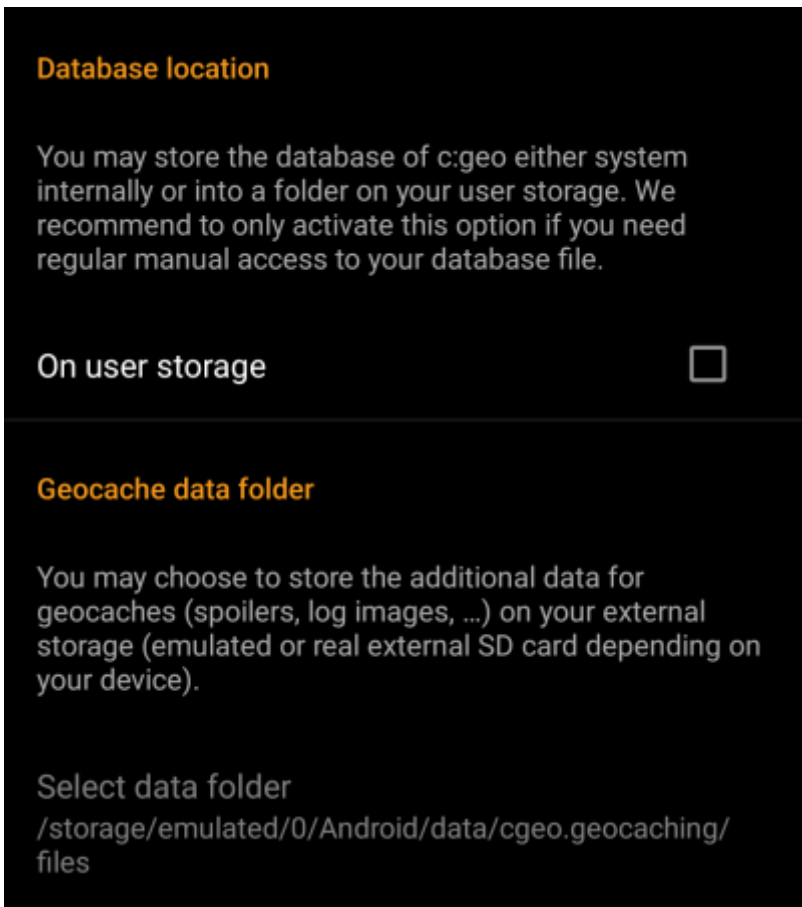 Database location
You may store the database of c:geo either system
internally or into a folder on your user storage. We
recommend to only activate this option if you need
regular manual access to your database file.
On user storage
Geocache data folder
You may choose to store the additional data for
geocaches (spoilers, log images, …) on your external
storage (emulated or real external SD card depending on
your device).
Select data folder
/storage/emulated/0/Android/data/cgeo.geocaching/
files